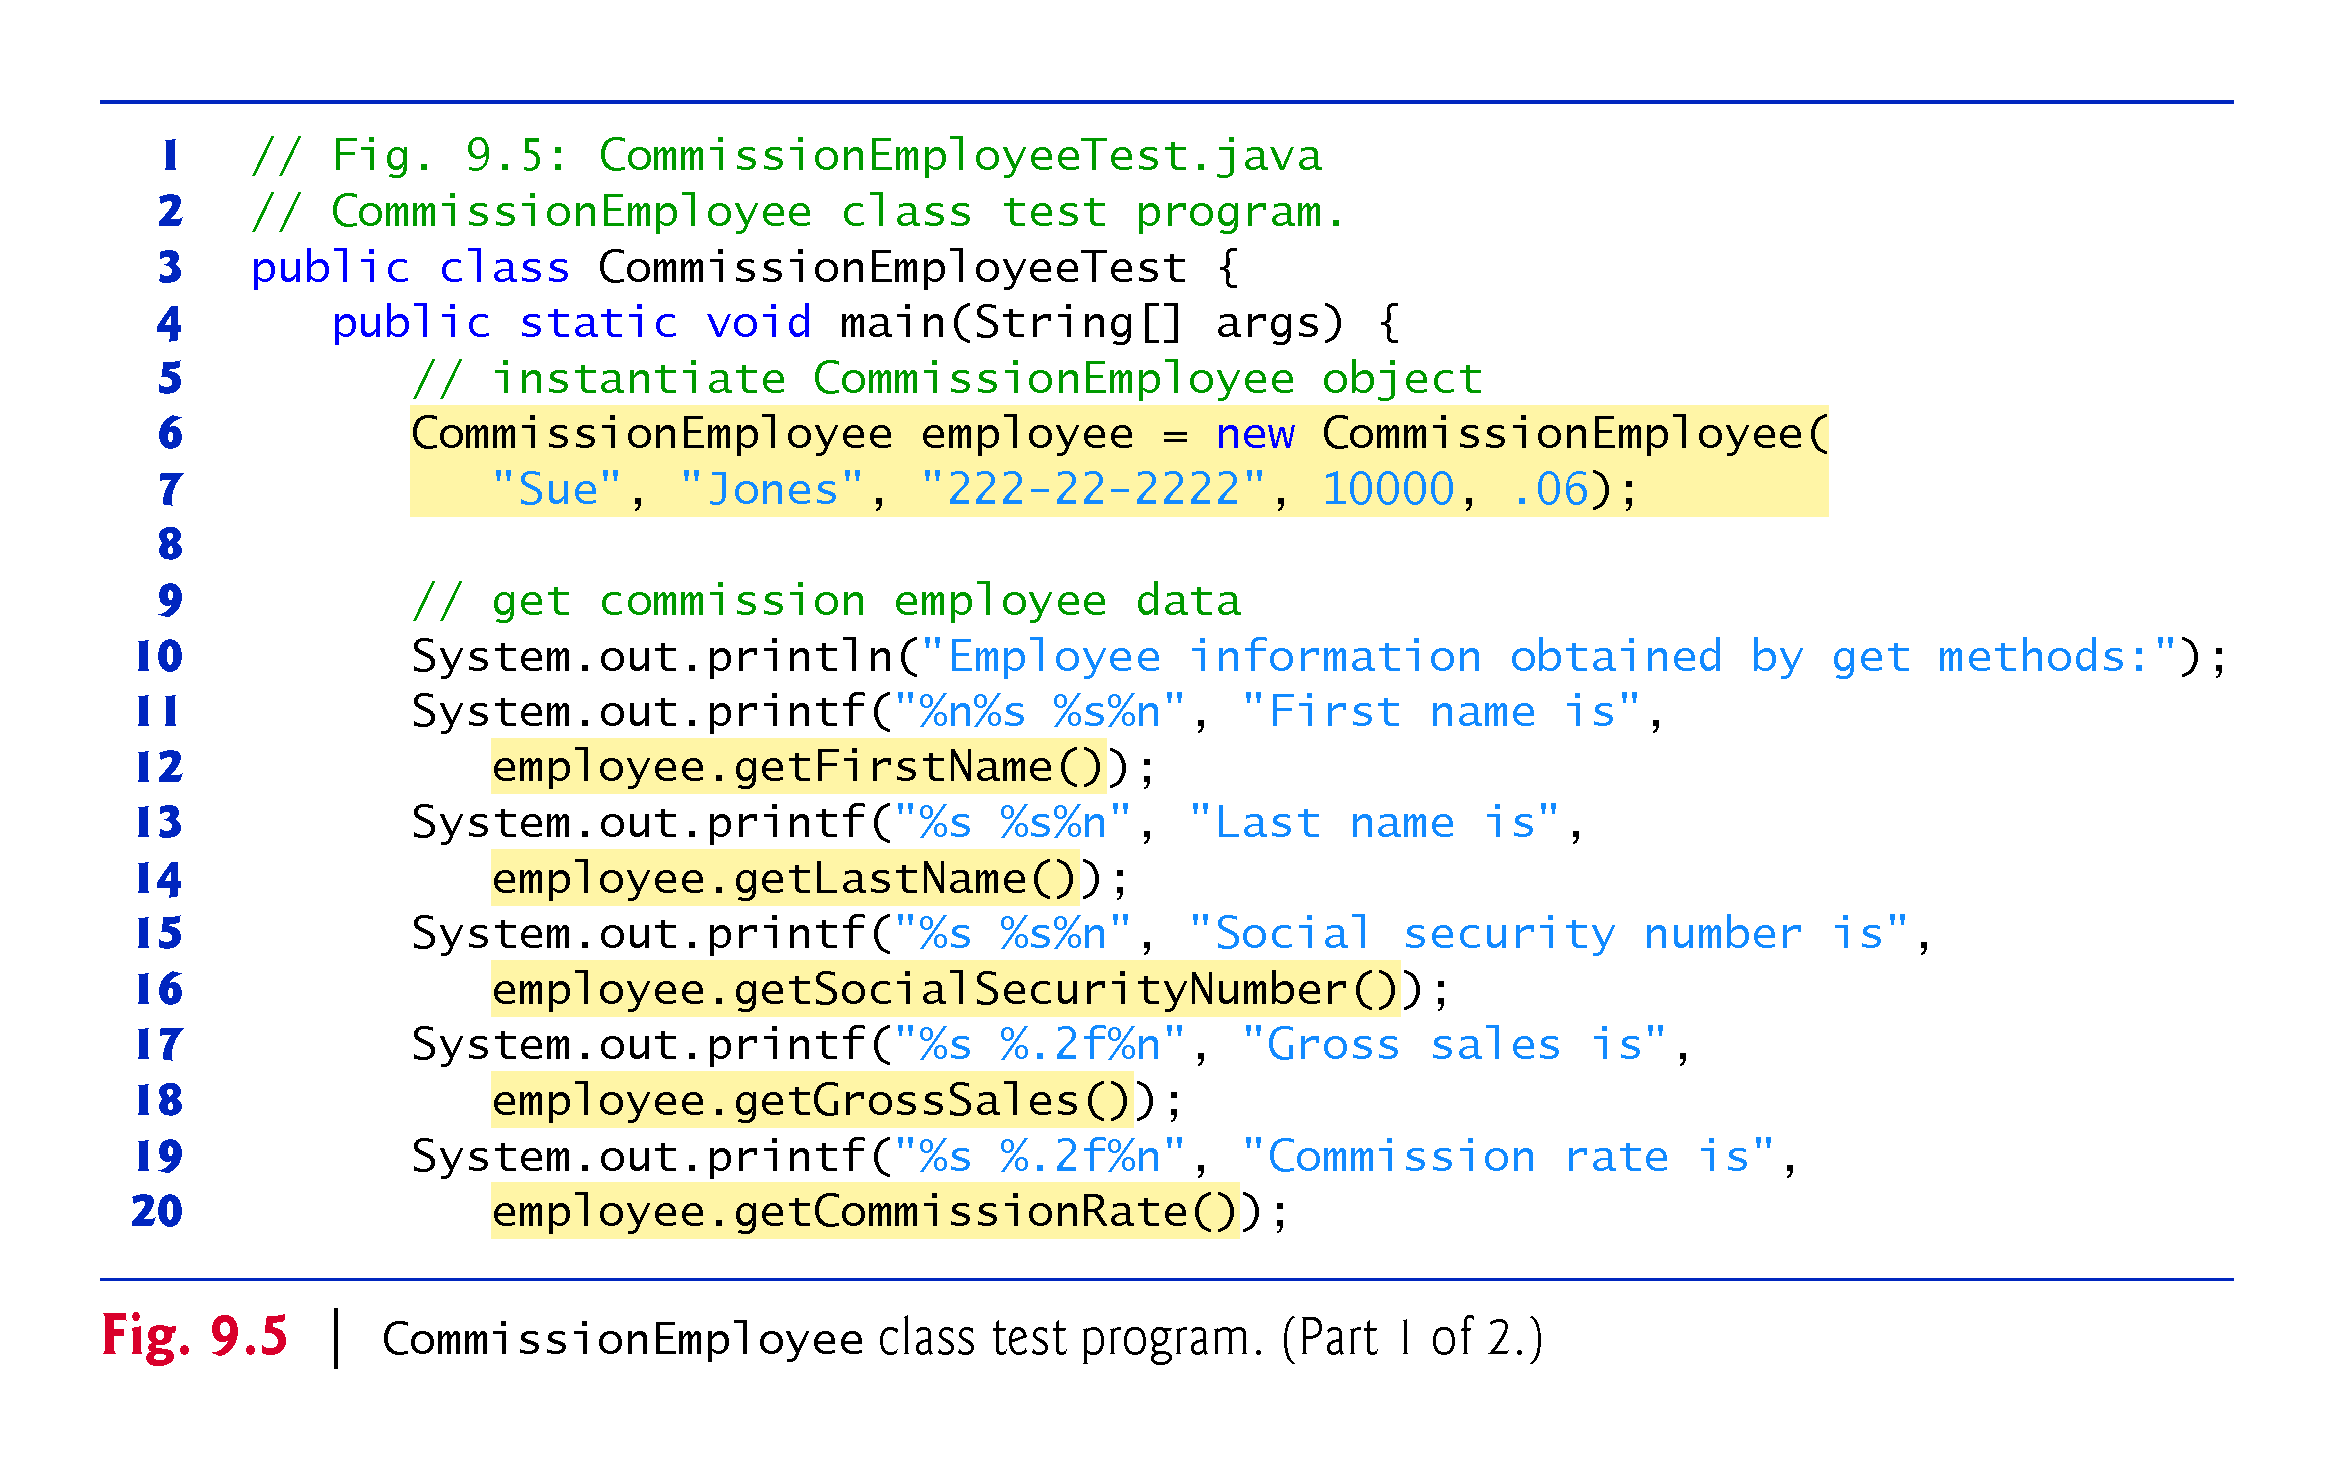 1 // Fig. 9.5: CommissionEmployeeTest.java
2 // CommissionEmployee class test program.
3 public class CommissionEmployeeTest {
4    public static void main(String[] args) {
5       // instantiate CommissionEmployee object
6       CommissionEmployee employee = new CommissionEmployee(
7          "Sue", "Jones", "222-22-2222", 10000, .06);
8
9       // get commission employee data
10       System.out.println("Employee information obtained by get methods:");
11       System.out.printf("%n%s %s%n", "First name is",
12          employee.getFirstName());
13       System.out.printf("%s %s%n", "Last name is",
14          employee.getLastName());
15       System.out.printf("%s %s%n", "Social security number is",
16          employee.getSocialSecurityNumber());
17       System.out.printf("%s %.2f%n", "Gross sales is",
18          employee.getGrossSales());
19       System.out.printf("%s %.2f%n", "Commission rate is",
20          employee.getCommissionRate());
Fig. 9.5 | CommissionEmployee class test program. (Part 1 of 2.)